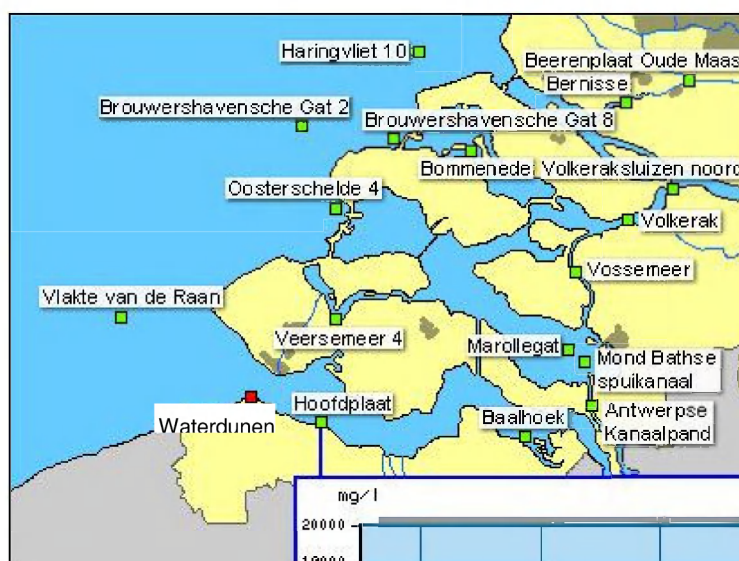 Haringvliet 10
Beerenplaat Oude Maas
Bernisse
Brouwershavensche Gat 2
Brouwershavensche Gat 8
Bommenede
Volkeraksluizen noord
Oosterschelde 4
Volkerak
Vossemeer
Vlakte van de Raan
Veersemeer 4
Marollegat
Mond Bathse
spuikanaal
Waterdunen
Hoofdplaat
Baalhoek
Antwerpse
Kanaalpand
mg/l
20000